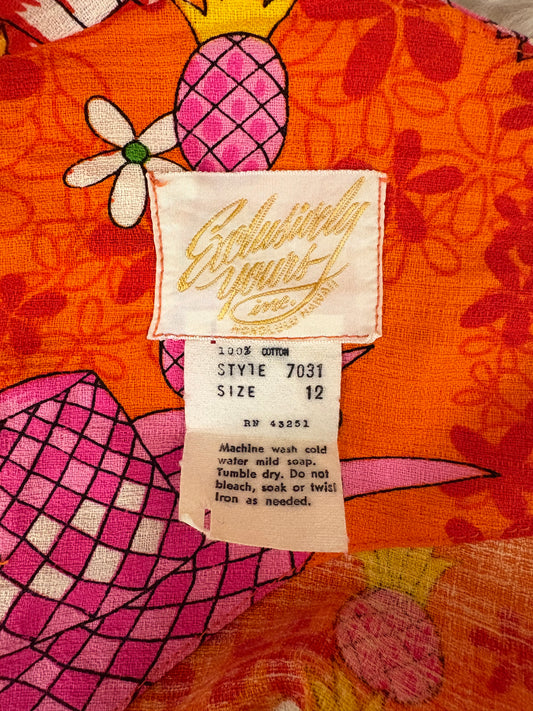 Exclusively
Yours
inc.
HONOLULU HAWAII
100% COTTON
STYLE 7031
SIZE 12
RN 43251
Machine wash cold
water mild soap.
Tumble dry. Do not
bleach, soak or twist
Iron as needed.